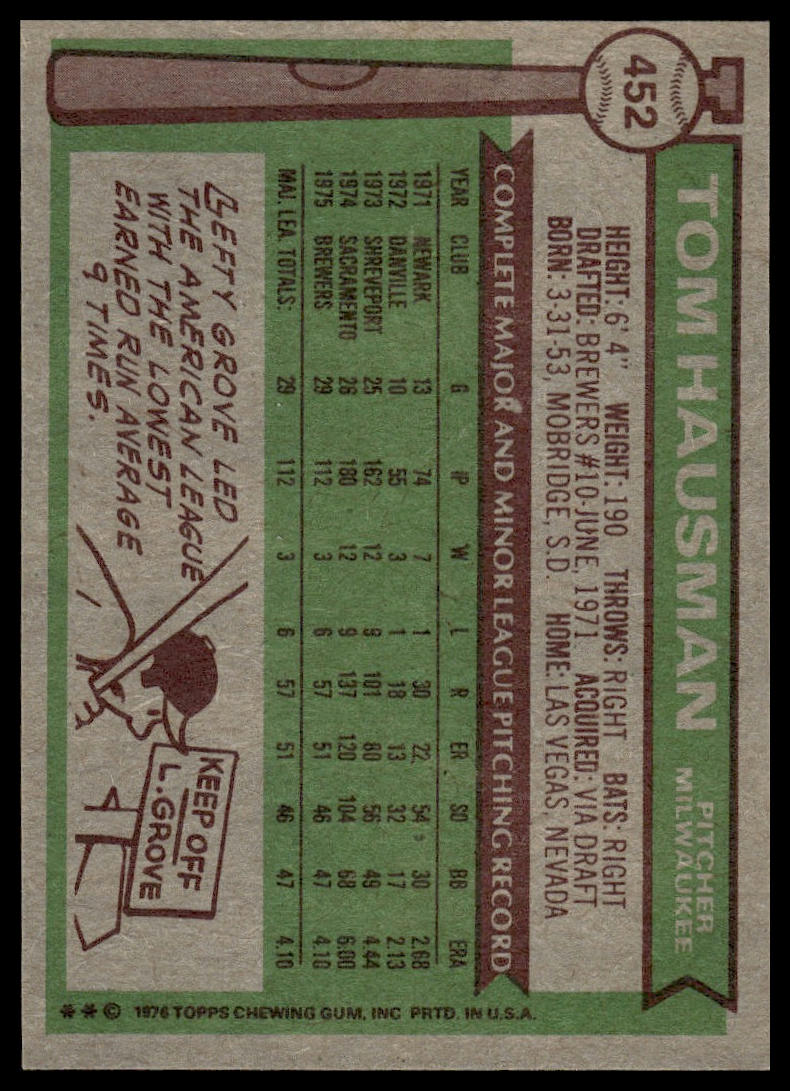 452
TOM HAUSMAN
PITCHER
MILWAUKEE
HEIGHT: 6' 4" WEIGHT: 190 THROWS: RIGHT BATS: RIGHT
DRAFTED: BREWERS #10-JUNE, 1971 ACQUIRED: VIA DRAFT
BORN: 3-31-53, MOBRIDGE, S.D. HOME: LAS VEGAS, NEVADA
COMPLETE MAJOR AND MINOR LEAGUE PITCHING RECORD
YEAR CLUB G IP W L R ER SO BB ERA
1971 NEWARK 13 74 7 1 30 22 54 30 2.68
1972 DANVILLE 10 55 3 1 18 13 32 17 2.13
1973 SHREVEPORT 25 162 12 9 101 80 56 49 4.44
1974 SACRAMENTO 26 180 12 9 137 120 104 68 6.00
1975 BREWERS 29 112 3 6 57 51 46 47 4.10
MAJ. LEA. TOTALS: 29 112 3 6 57 51 46 47 4.10
LEFTY GROVE LED
THE AMERICAN LEAGUE
WITH THE LOWEST
EARNED RUN AVERAGE
9 TIMES.
KEEP OFF
L. GROVE
** © 1976 TOPPS CHEWING GUM, INC PRTD. IN U.S.A.